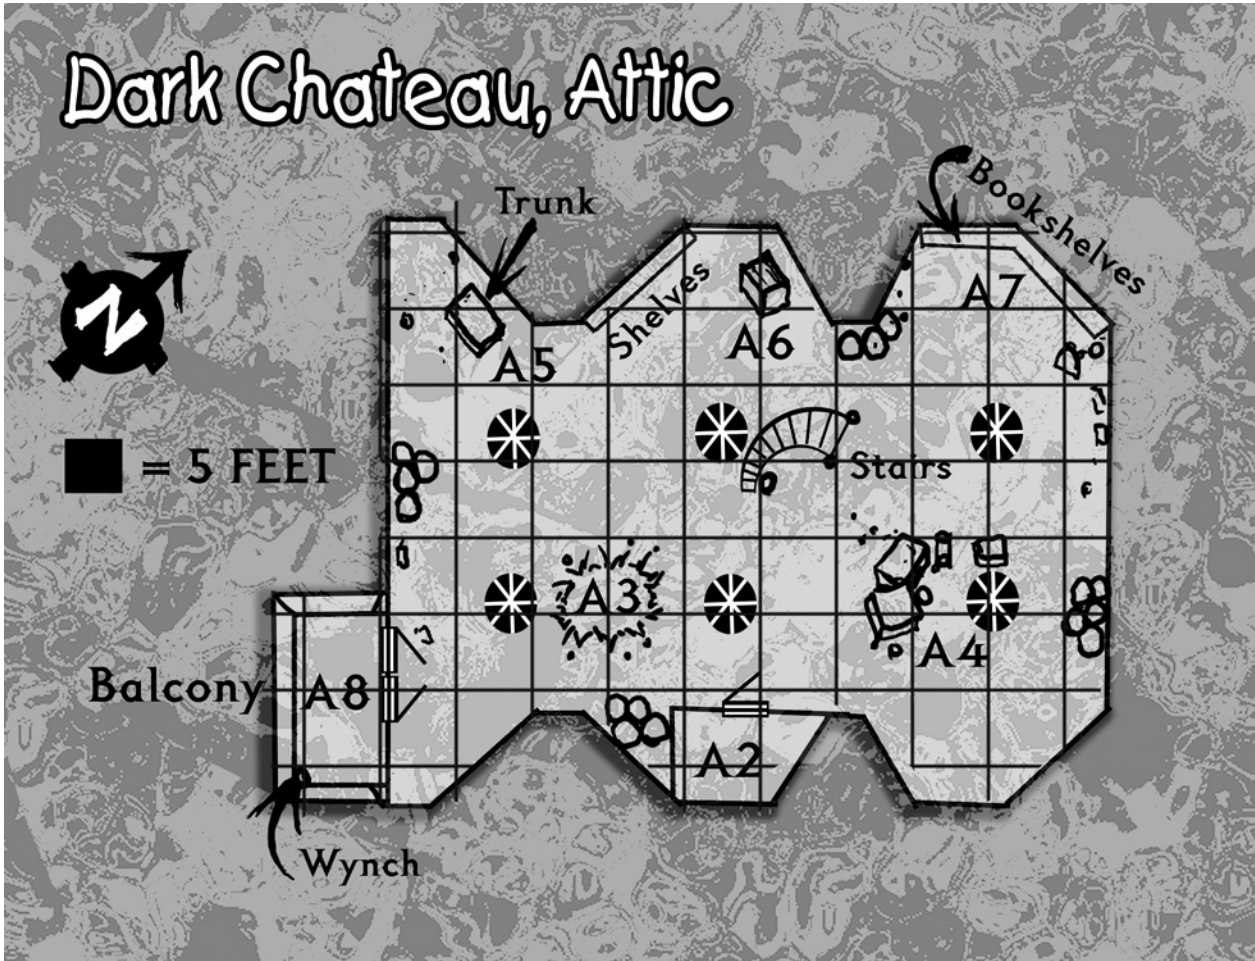 Dark Chateau, Attic
Trunk
Bookshelves
Shelves
A7
A6
A5
N
= 5 FEET
Stairs
A3
A4
Balcony
A8
A2
Wynch